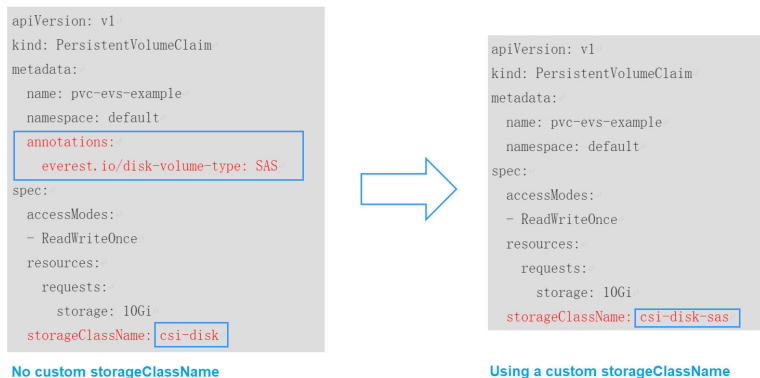 apiVersion: v1
kind: PersistentVolumeClaim
metadata:
name: pvc-evs-example
namespace: default
annotations:
everest.io/disk-volume-type: SAS
spec:
accessModes:
- ReadWriteOnce
resources:
requests:
storage: 10Gi
storageClassName: csi-disk
No custom storageClassName
apiVersion: v1
kind: PersistentVolumeClaim
metadata:
name: pvc-evs-example
namespace: default
spec:
accessModes:
- ReadWriteOnce
resources:
requests:
storage: 10Gi
storageClassName: csi-disk-sas
Using a custom storageClassName